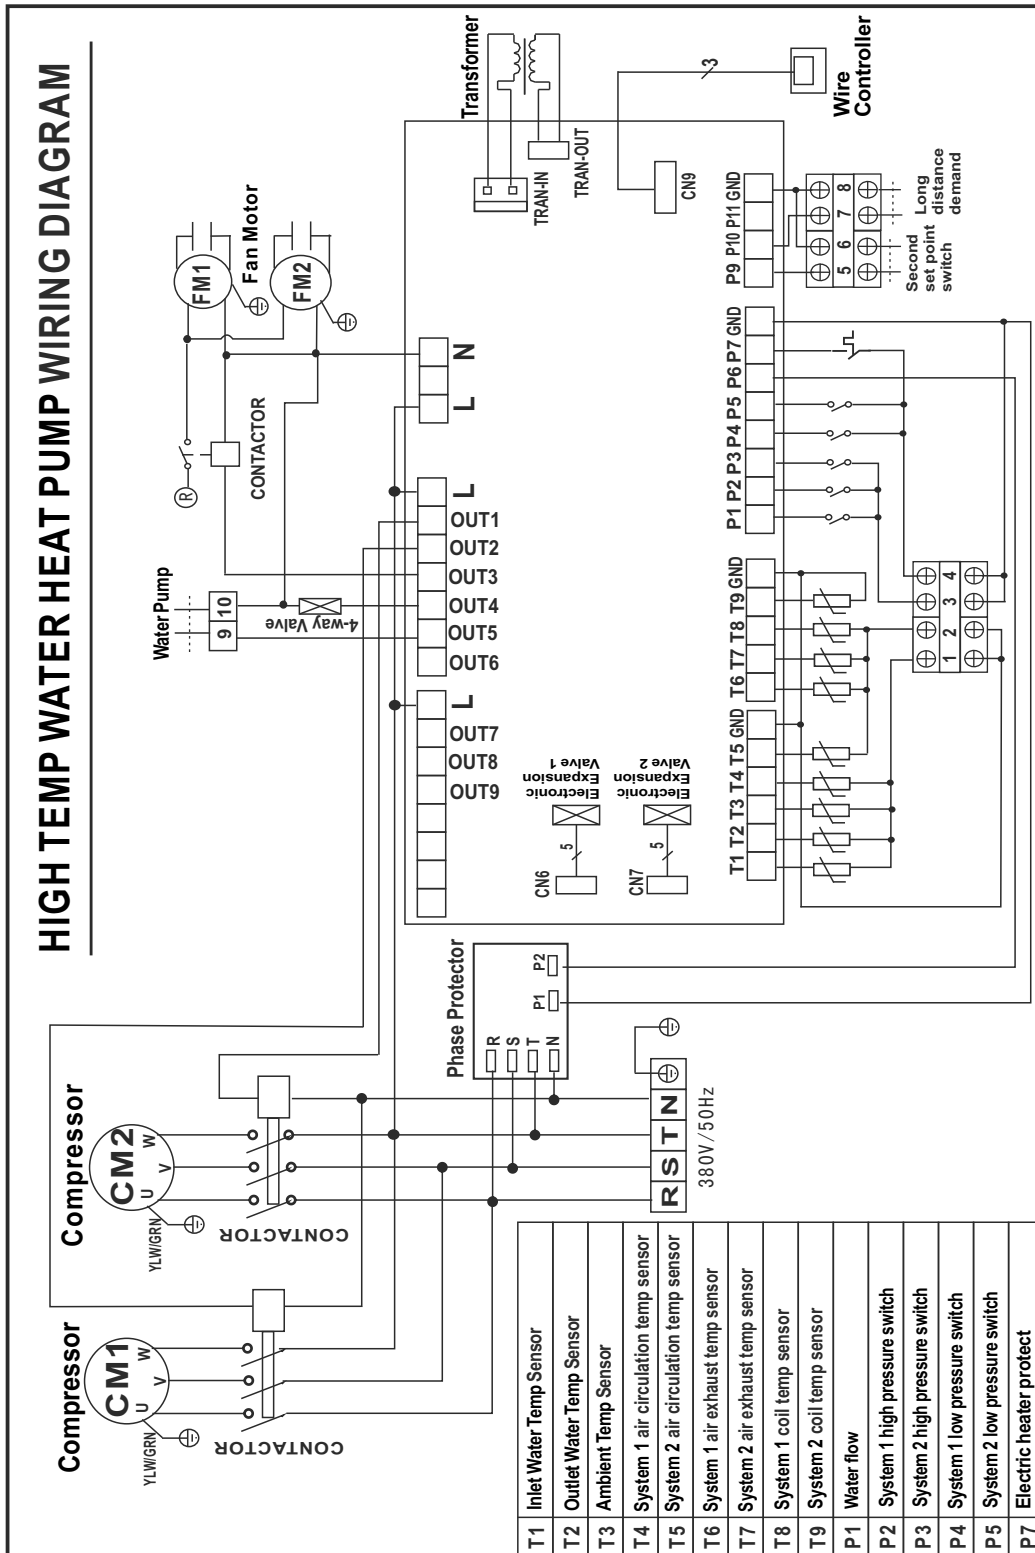 HIGH TEMP WATER HEAT PUMP WIRING DIAGRAM
Transformer
TRAN-IN
TRAN-OUT
3
Wire
Controller
CN9
Fan Motor
FM1
FM2
R
CONTACTOR
N
L
L
OUT1
OUT2
OUT3
OUT4
OUT5
OUT6
L
OUT7
OUT8
OUT9
Water Pump
9 10
4-way Valve
P9 P10 P11 GND
5 6 7 8
Second
set point
switch
Long
distance
demand
P1 P2 P3 P4 P5 P6 P7 GND
T6 T7 T8 T9 GND
T1 T2 T3 T4 T5 GND
1 2 3 4
Electronic
Expansion
Valve 1
5
CN6
Electronic
Expansion
Valve 2
5
CN7
Phase Protector
P1 P2
R
S
T
N
R S T N
380V/50Hz
Compressor
CM2
U V W
YLW/GRN
CONTACTOR
Compressor
CM1
U V W
YLW/GRN
CONTACTOR
T1 Inlet Water Temp Sensor
T2 Outlet Water Temp Sensor
T3 Ambient Temp Sensor
T4 System 1 air circulation temp sensor
T5 System 2 air circulation temp sensor
T6 System 1 air exhaust temp sensor
T7 System 2 air exhaust temp sensor
T8 System 1 coil temp sensor
T9 System 2 coil temp sensor
P1 Water flow
P2 System 1 high pressure switch
P3 System 2 high pressure switch
P4 System 1 low pressure switch
P5 System 2 low pressure switch
P7 Electric heater protect